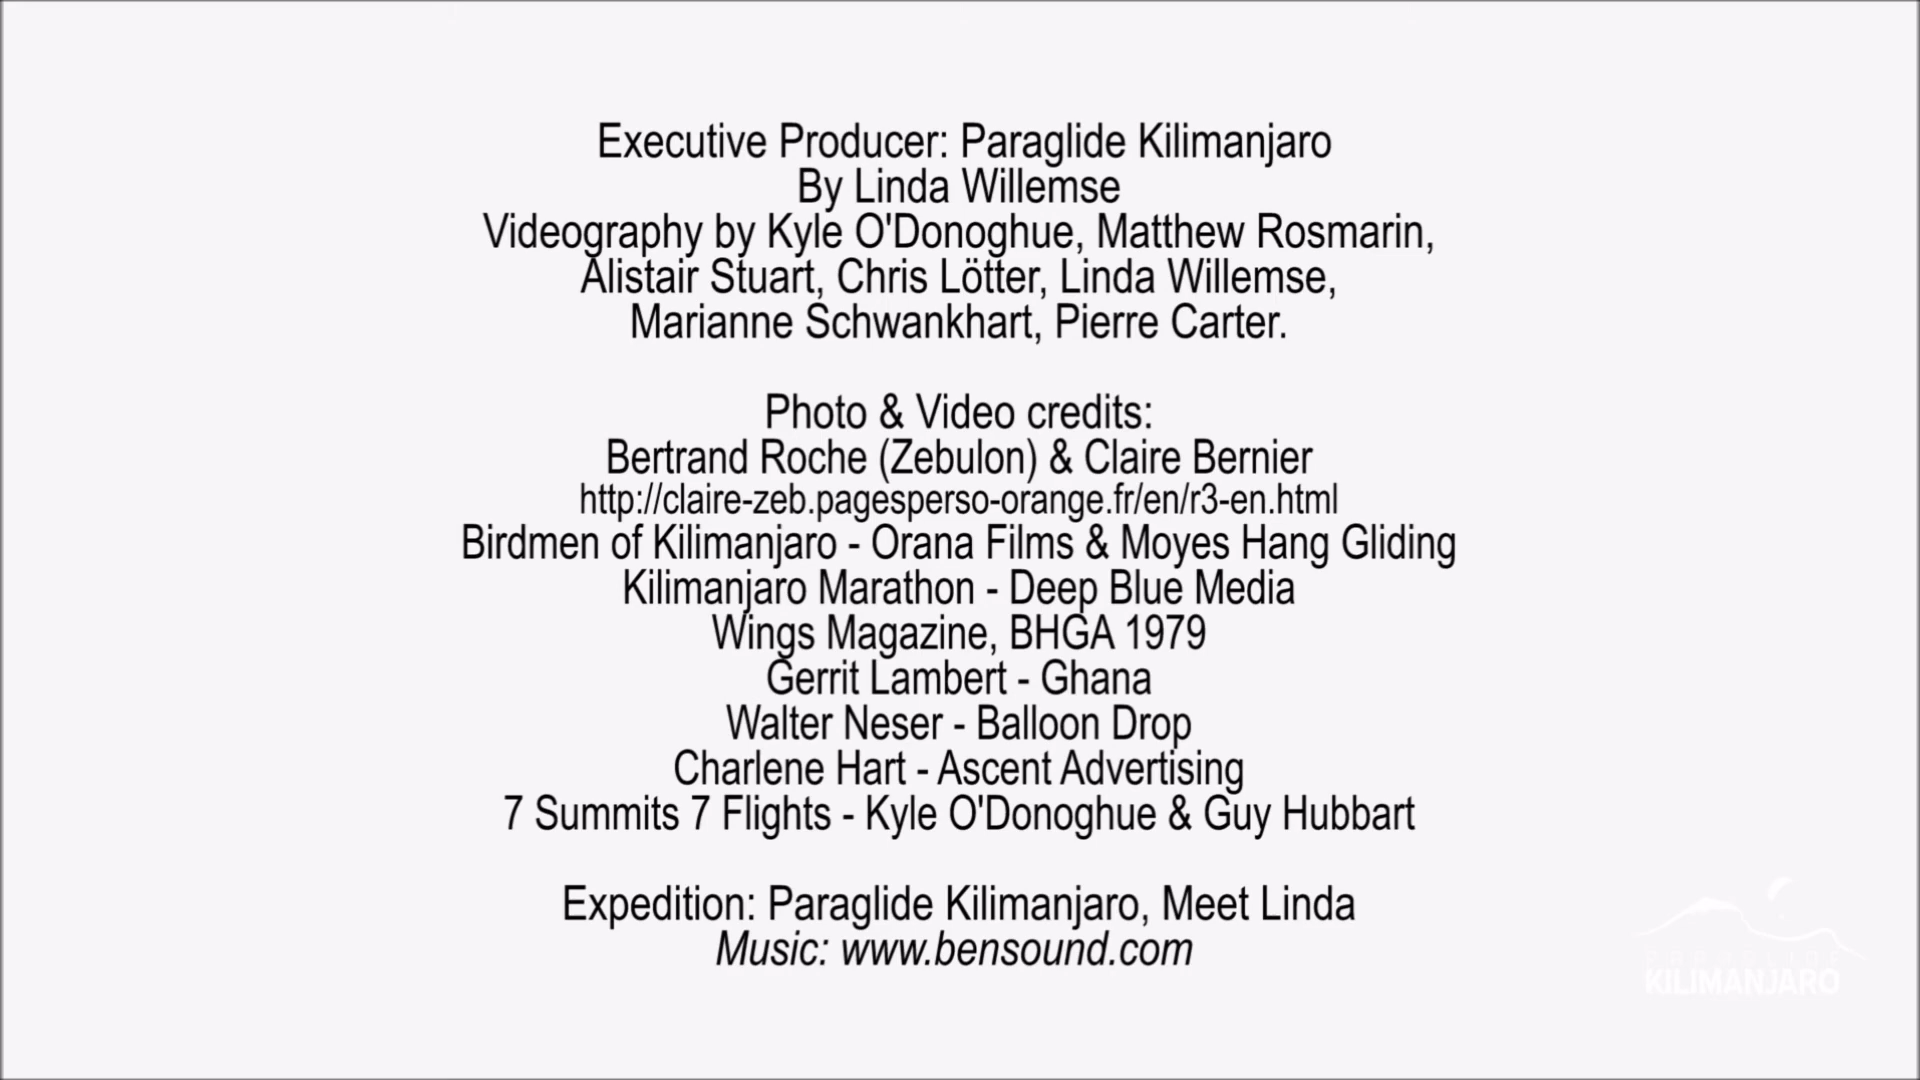 Executive Producer: Paraglide Kilimanjaro
By Linda Willemse
Videography by Kyle O'Donoghue, Matthew Rosmarin,
Alistair Stuart, Chris Lötter, Linda Willemse,
Marianne Schwankhart, Pierre Carter.
Photo & Video credits:
Bertrand Roche (Zebulon) & Claire Bernier
http://claire-zeb.pagesperso-orange.fr/en/r3-en.html
Birdmen of Kilimanjaro - Orana Films & Moyes Hang Gliding
Kilimanjaro Marathon - Deep Blue Media
Wings Magazine, BHGA 1979
Gerrit Lambert - Ghana
Walter Neser - Balloon Drop
Charlene Hart - Ascent Advertising
7 Summits 7 Flights - Kyle O'Donoghue & Guy Hubbart
Expedition: Paraglide Kilimanjaro, Meet Linda
Music: www.bensound.com
KILIMANJARO